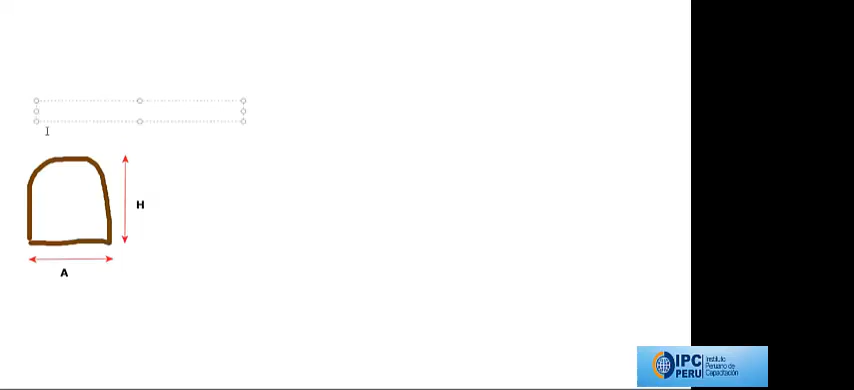 H
A
IPC
PERU
Instituto
Peruano de
Capacitación